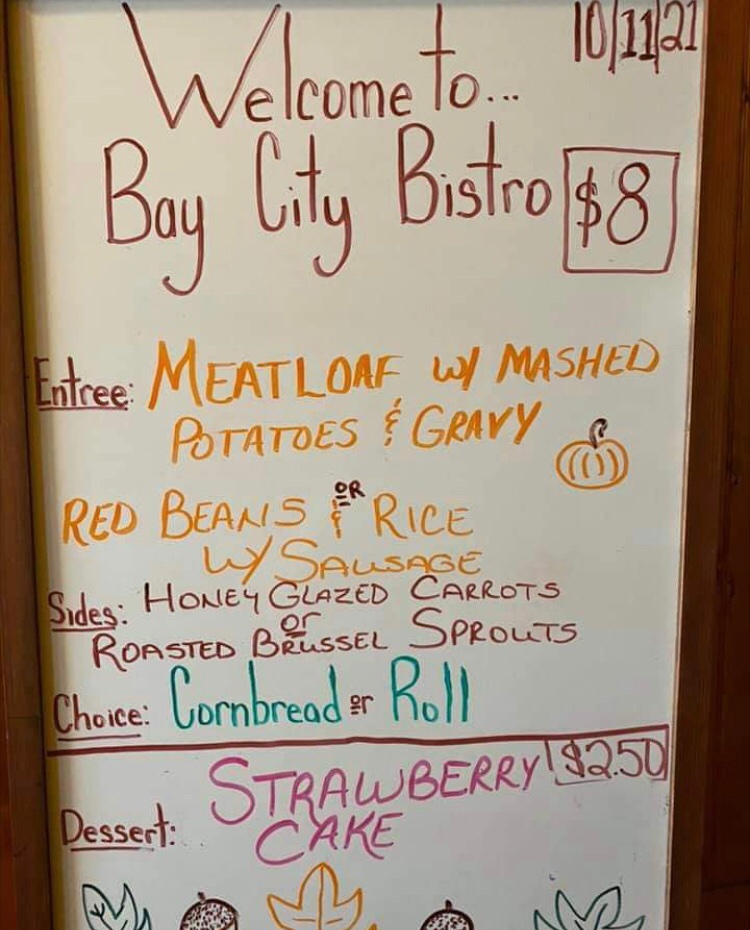 10/11/21
Welcome to...
Bay City Bistro $8
Entree: MEATLOAF W/ MASHED
POTATOES & GRAVY
OR
RED BEANS & RICE
W/ SAUSAGE
Sides: HONEY GLAZED CARROTS
or
ROASTED BRUSSEL SPROUTS
Choice: Cornbread or Roll
STRAWBERRY $2.50
Dessert: CAKE